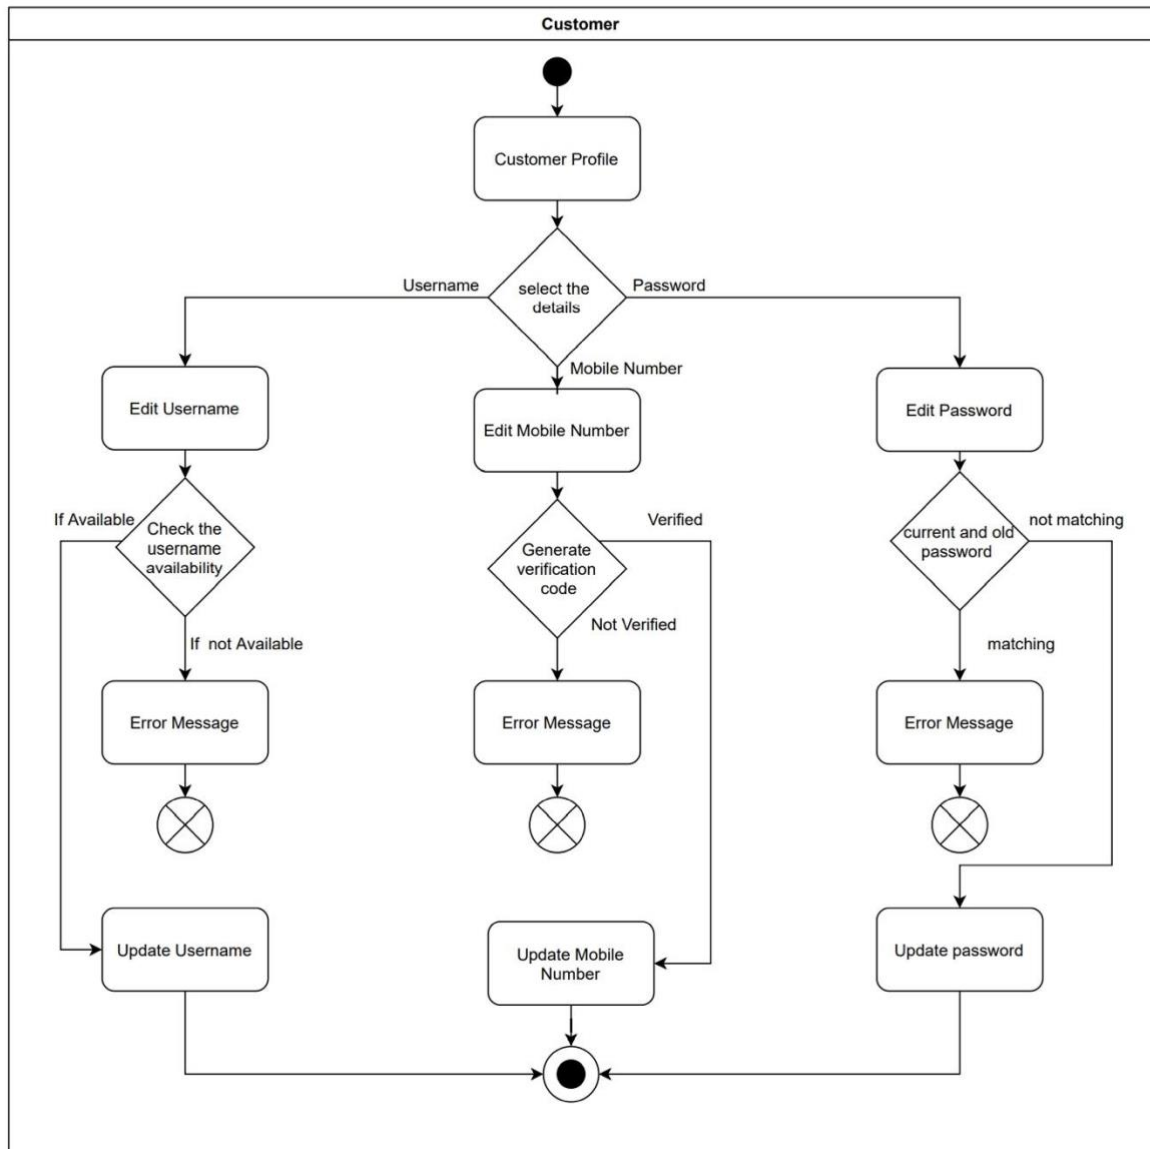 Customer
Customer Profile
Username
select the
details
Password
Mobile Number
Edit Username
Edit Mobile Number
Edit Password
If Available
Check the
username
availability
If  not Available
Verified
Generate
verification
code
Not Verified
current and old
password
not matching
matching
Error Message
Error Message
Error Message
Update Username
Update Mobile
Number
Update password